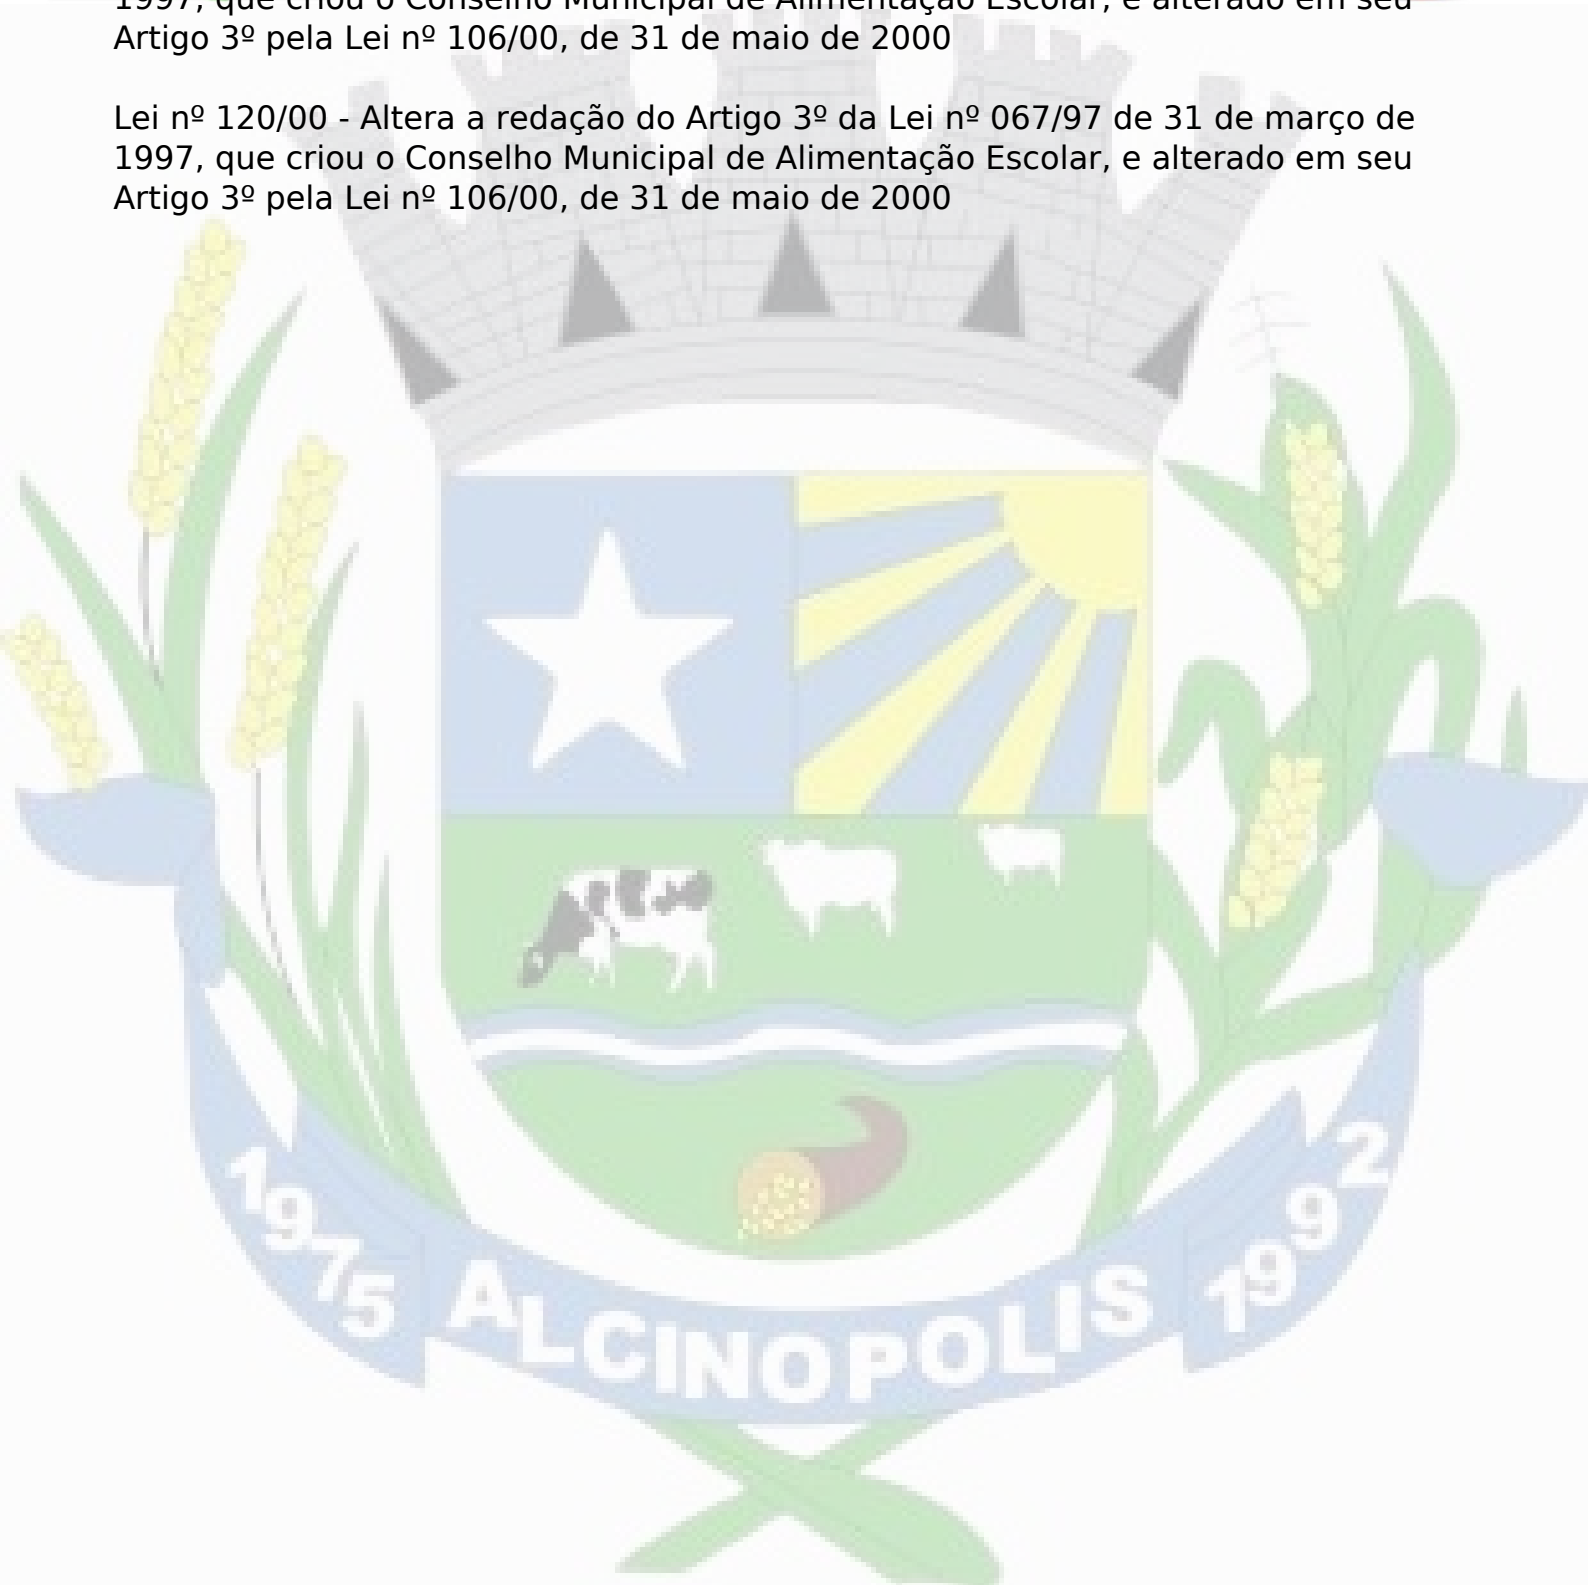 1997, que criou o Conselho Municipal de Alimentação Escolar, e alterado em seu
Artigo 3º pela Lei nº 106/00, de 31 de maio de 2000
Lei nº 120/00 - Altera a redação do Artigo 3º da Lei nº 067/97 de 31 de março de
1997, que criou o Conselho Municipal de Alimentação Escolar, e alterado em seu
Artigo 3º pela Lei nº 106/00, de 31 de maio de 2000
1975 ALCINOPOLIS 1992